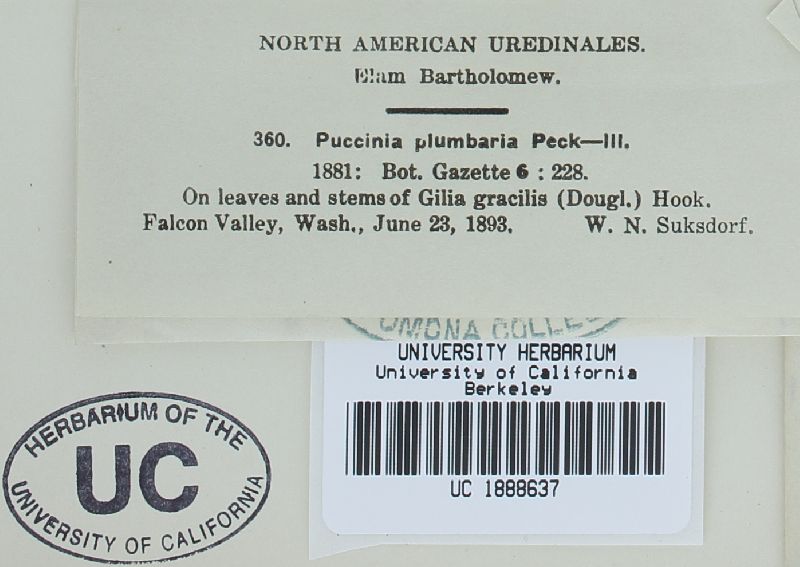 NORTH AMERICAN UREDINALES.
Elam Bartholomew.
360. Puccinia plumbaria Peck—III.
1881: Bot. Gazette 6 : 228.
On leaves and stems of Gilia gracilis (Dougl.) Hook.
Falcon Valley, Wash., June 23, 1893. W. N. Suksdorf.
UNIVERSITY HERBARIUM
University of California
Berkeley
UC 1888637
HERBARIUM OF THE
UC
UNIVERSITY OF CALIFORNIA